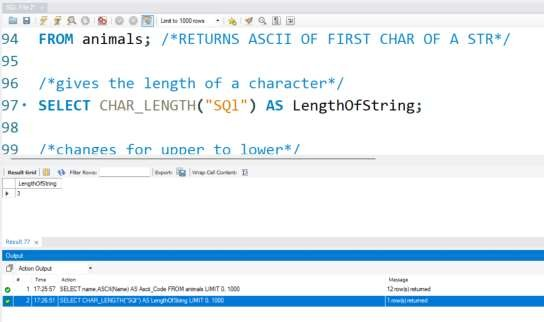 SQL File 2*
Limit to 1000 rows
94 FROM animals; /*RETURNS ASCII OF FIRST CHAR OF A STR*/
95
96 /*gives the length of a character*/
97 SELECT CHAR_LENGTH("SQl") AS LengthOfString;
98
99 /*changes for upper to lower*/
Result Grid Filter Rows: Export: Wrap Cell Content:
LengthOfString
3
Result 77
Output
Action Output
# Time Action Message
1 17:25:57 SELECT name,ASCII(Name) AS Ascii_Code FROM animals LIMIT 0, 1000 12 row(s) returned
2 17:26:51 SELECT CHAR_LENGTH("SQl") AS LengthOfString LIMIT 0, 1000 1 row(s) returned